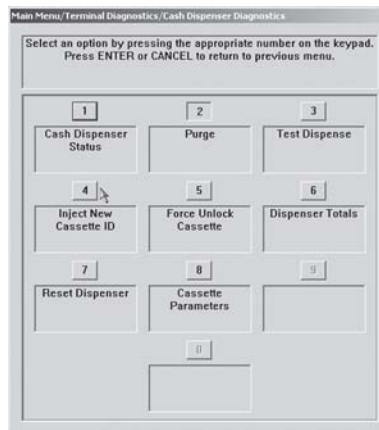 Main Menu/Terminal Diagnostics/Cash Dispenser Diagnostics
Select an option by pressing the appropriate number on the keypad.
Press ENTER or CANCEL to return to previous menu.
1 2 3
Cash Dispenser Status Purge Test Dispense
4 5 6
Inject New Cassette ID Force Unlock Cassette Dispenser Totals
7 8 9
Reset Dispenser Cassette Parameters
0